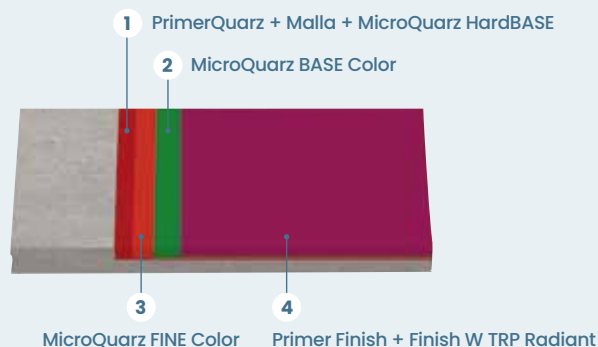 1 PrimerQuarz + Malla + MicroQuarz HardBASE
2 MicroQuarz BASE Color
3
MicroQuarz FINE Color
4
Primer Finish + Finish W TRP Radiant